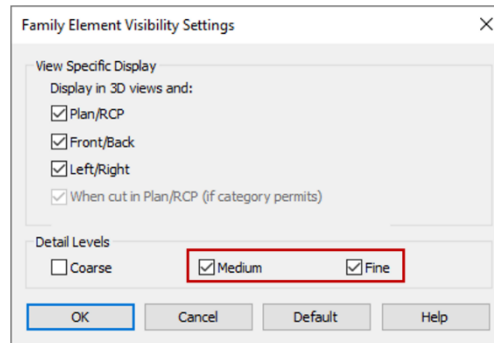 Family Element Visibility Settings
View Specific Display
Display in 3D views and:
Plan/RCP
Front/Back
Left/Right
When cut in Plan/RCP (if category permits)
Detail Levels
Coarse Medium Fine
OK Cancel Default Help